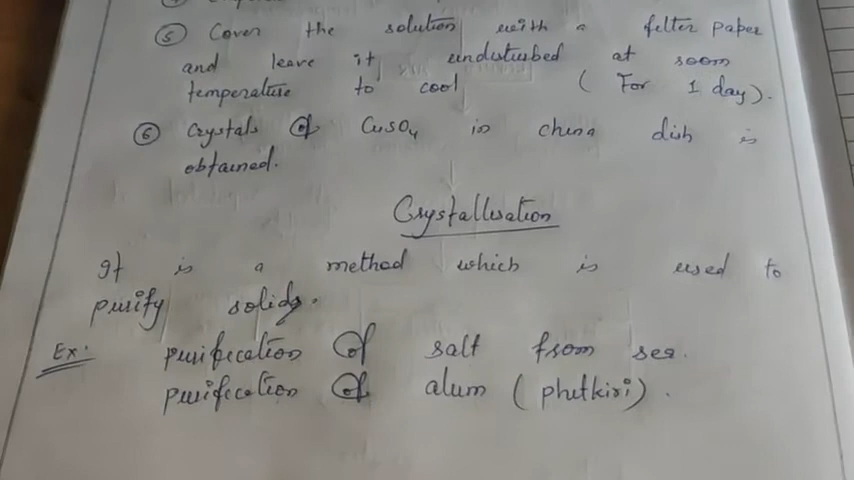 ⑤ Cover the solution with a felter paper
and leave it undisturbed at room
temperature to cool (For 1 day).
⑥ Crystals of CuSO4 in china dish is
obtained.
Crystallisation
It is a method which is used to
purify solids.
Ex: purification of salt from sea.
purification of alum (phitkiri).